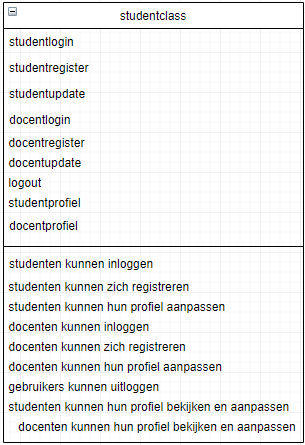 studentclass
studentlogin
studentregister
studentupdate
docentlogin
docentregister
docentupdate
logout
studentprofiel
docentprofiel
studenten kunnen inloggen
studenten kunnen zich registreren
studenten kunnen hun profiel aanpassen
docenten kunnen inloggen
docenten kunnen zich registreren
docenten kunnen hun profiel aanpassen
gebruikers kunnen uitloggen
studenten kunnen hun profiel bekijken en aanpassen
docenten kunnen hun profiel bekijken en aanpassen